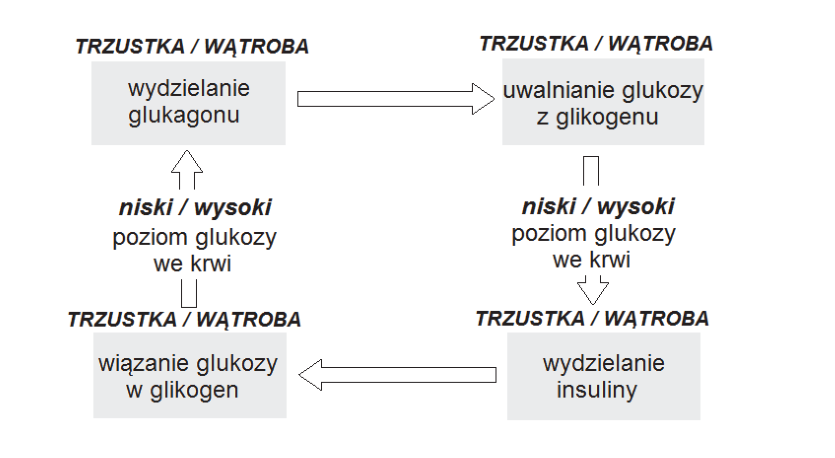 TRZUSTKA / WĄTROBA
wydzielanie
glukagonu
TRZUSTKA / WĄTROBA
uwalnianie glukozy
z glikogenu
niski / wysoki
poziom glukozy
we krwi
niski / wysoki
poziom glukozy
we krwi
TRZUSTKA / WĄTROBA
wiązanie glukozy
w glikogen
TRZUSTKA / WĄTROBA
wydzielanie
insuliny